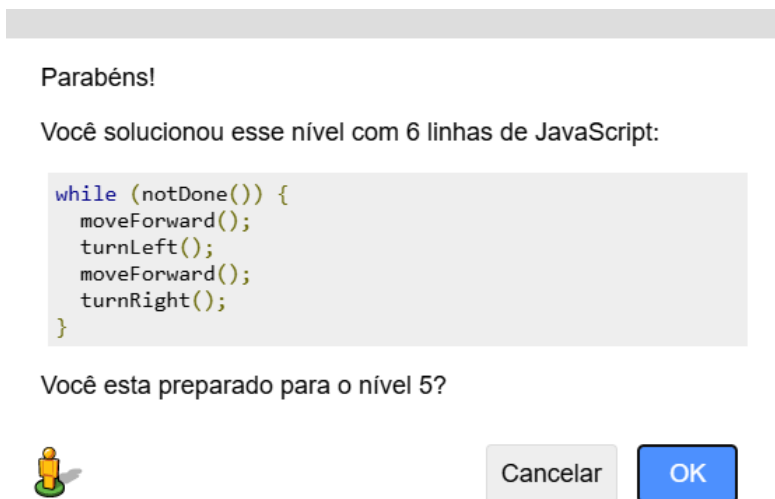 Parabéns!
Você solucionou esse nível com 6 linhas de JavaScript:
while (notDone()) {
  moveForward();
  turnLeft();
  moveForward();
  turnRight();
}
Você esta preparado para o nível 5?
Cancelar
OK